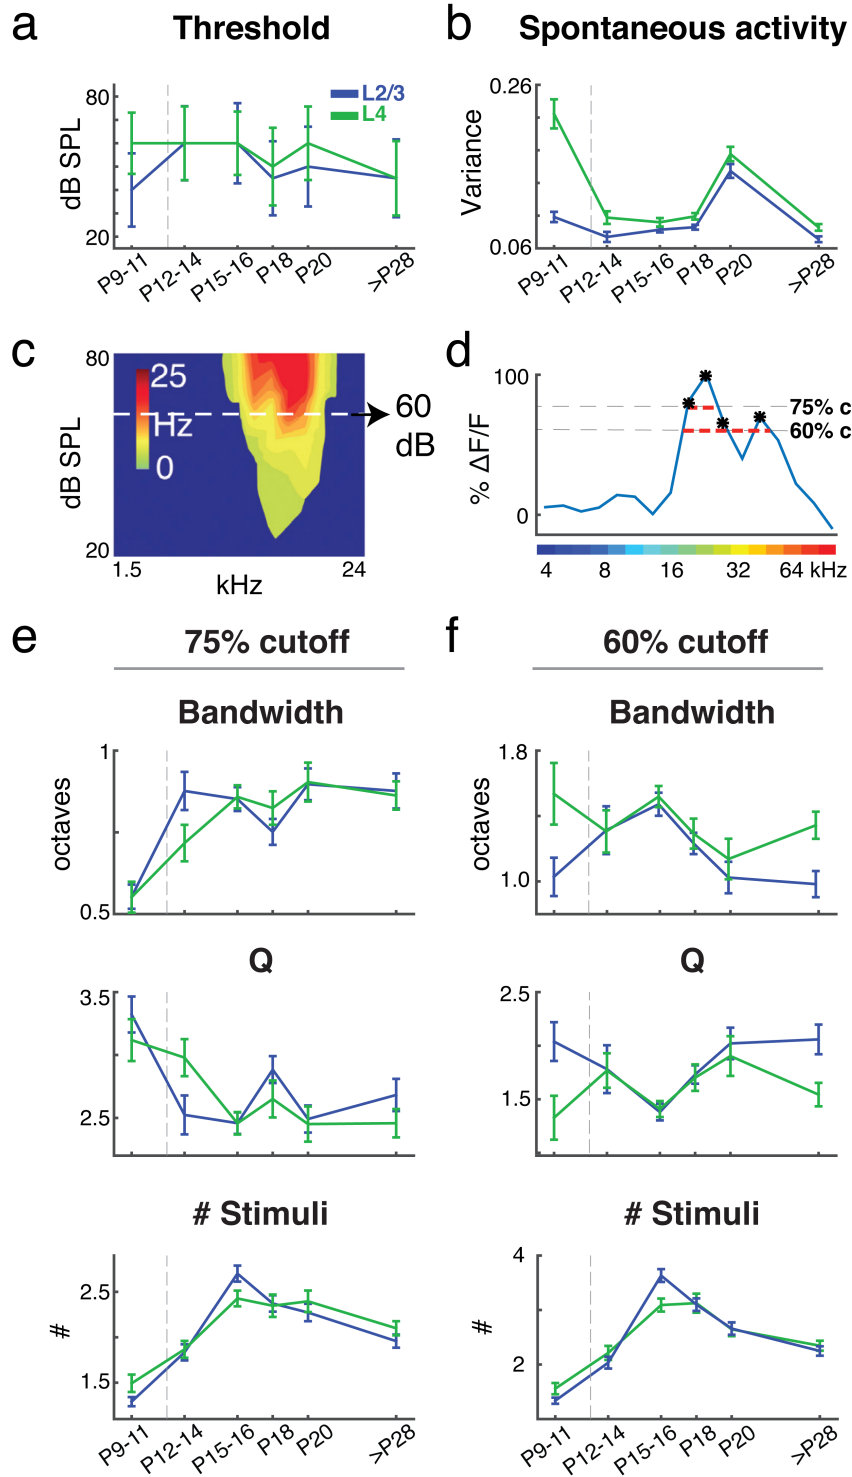 a
Threshold
80
dB SPL
20
L2/3
L4
P9-11
P12-14
P15-16
P18
P20
>P28
b
Spontaneous activity
0.26
Variance
0.06
P9-11
P12-14
P15-16
P18
P20
>P28
c
80
dB SPL
20
25
Hz
0
60
dB
1.5
24
kHz
d
100
% ΔF/F
0
75% c
60% c
4 8 16 32 64 kHz
e
75% cutoff
Bandwidth
1
octaves
0.5
Q
3.5
2.5
# Stimuli
2.5
#
1.5
P9-11
P12-14
P15-16
P18
P20
>P28
f
60% cutoff
Bandwidth
1.8
octaves
1.0
Q
2.5
1.5
# Stimuli
4
#
2
P9-11
P12-14
P15-16
P18
P20
>P28